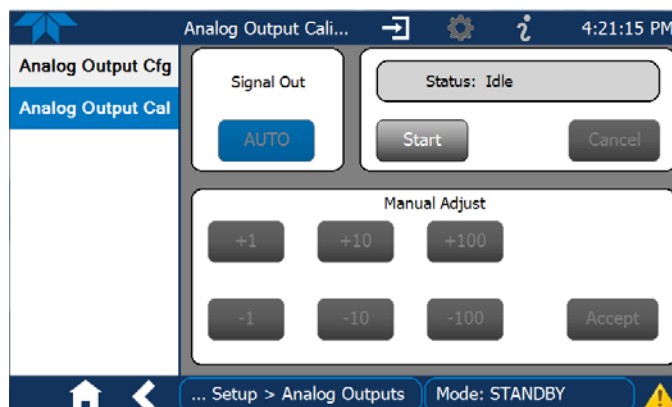 Analog Output Cali... 4:21:15 PM
Analog Output Cfg
Analog Output Cal
Signal Out
AUTO
Status: Idle
Start
Cancel
Manual Adjust
+1
+10
+100
-1
-10
-100
Accept
... Setup > Analog Outputs
Mode: STANDBY